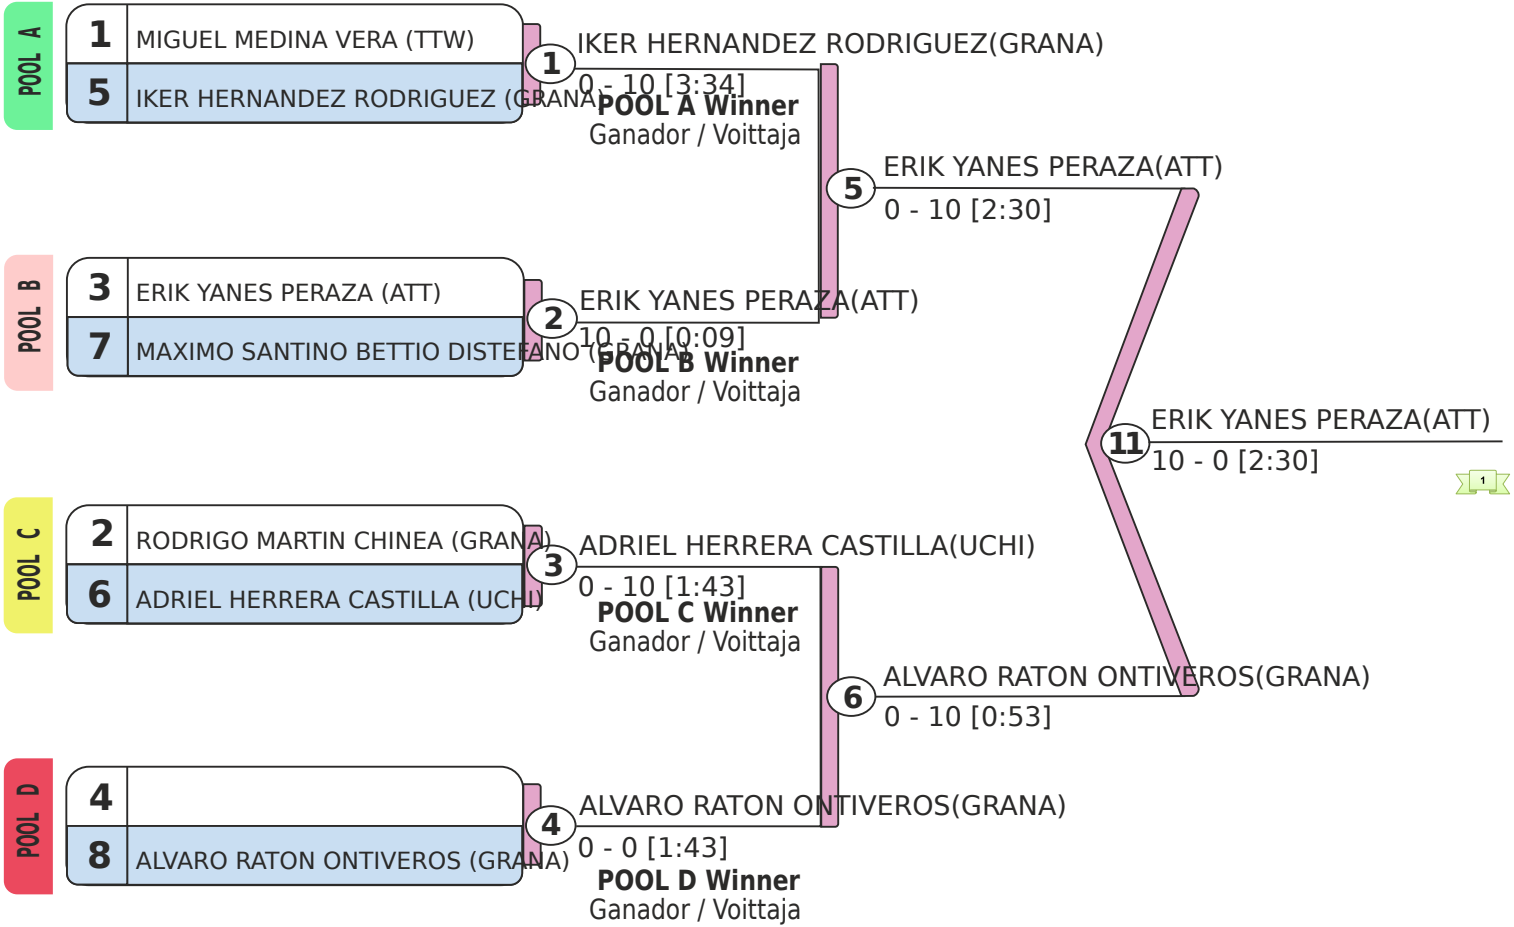 POOL A
1 MIGUEL MEDINA VERA (TTW)
5 IKER HERNANDEZ RODRIGUEZ (GRANA)
1
IKER HERNANDEZ RODRIGUEZ(GRANA)
0 - 10 [3:34]
POOL A Winner
Ganador / Voittaja
5
ERIK YANES PERAZA(ATT)
0 - 10 [2:30]
POOL B
3 ERIK YANES PERAZA (ATT)
7 MAXIMO SANTINO BETTIO DISTEFANO (GRANA)
2
ERIK YANES PERAZA(ATT)
10 - 0 [0:09]
POOL B Winner
Ganador / Voittaja
11
ERIK YANES PERAZA(ATT)
10 - 0 [2:30]
1
POOL C
2 RODRIGO MARTIN CHINEA (GRANA)
6 ADRIEL HERRERA CASTILLA (UCHI)
3
ADRIEL HERRERA CASTILLA(UCHI)
0 - 10 [1:43]
POOL C Winner
Ganador / Voittaja
6
ALVARO RATON ONTIVEROS(GRANA)
0 - 10 [0:53]
POOL D
4
8 ALVARO RATON ONTIVEROS (GRANA)
4
ALVARO RATON ONTIVEROS(GRANA)
0 - 0 [1:43]
POOL D Winner
Ganador / Voittaja